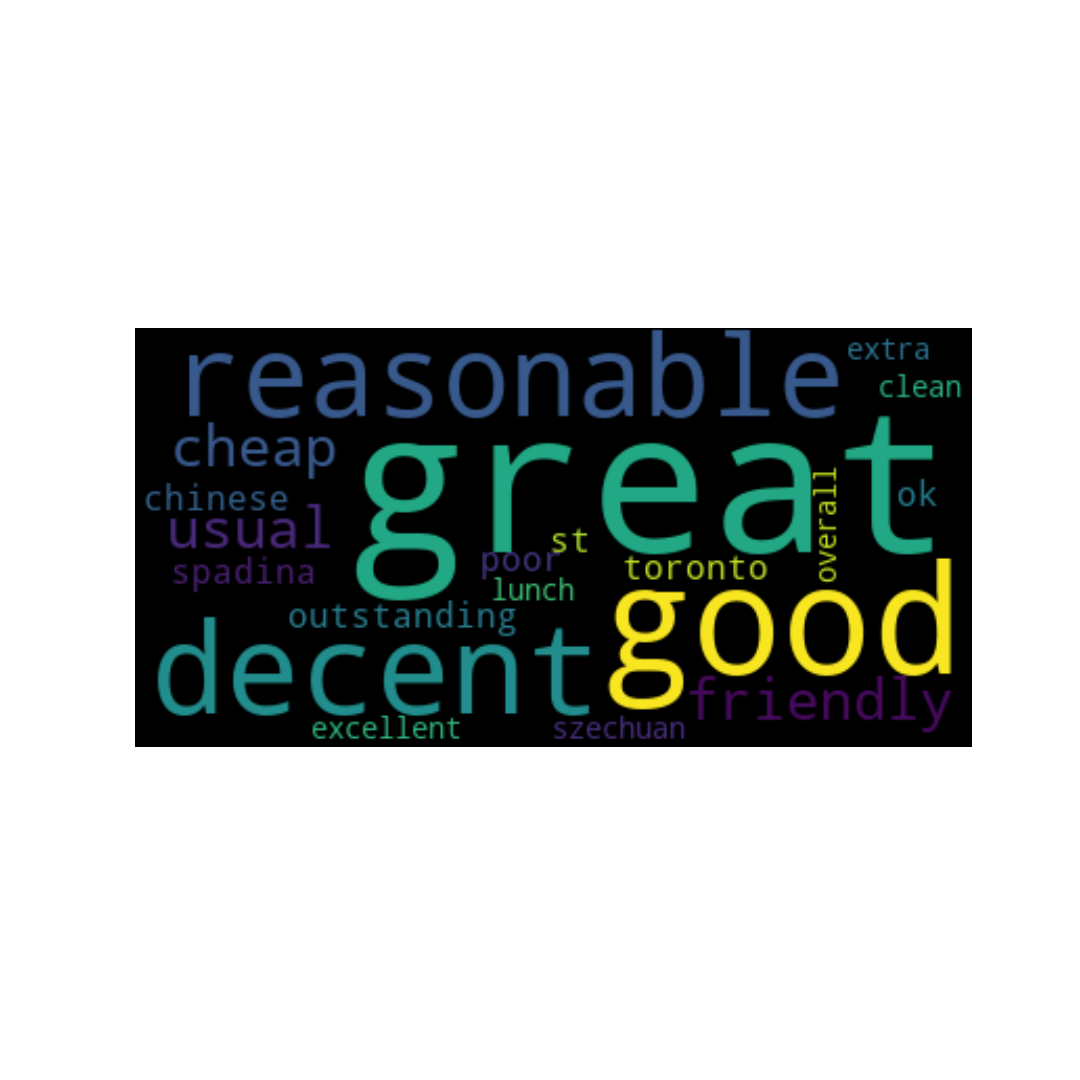 reasonable
extra
clean
cheap
great
chinese
ok
usual
overall
st
poor
spadina
toronto
lunch
good
outstanding
decent
friendly
excellent
szechuan